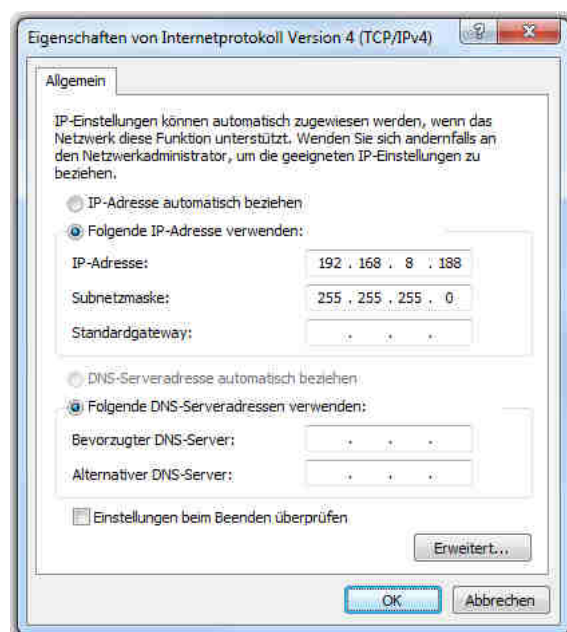 Eigenschaften von Internetprotokoll Version 4 (TCP/IPv4)
Allgemein
IP-Einstellungen können automatisch zugewiesen werden, wenn das
Netzwerk diese Funktion unterstützt. Wenden Sie sich andernfalls an
den Netzwerkadministrator, um die geeigneten IP-Einstellungen zu
beziehen.
IP-Adresse automatisch beziehen
Folgende IP-Adresse verwenden:
IP-Adresse: 192 . 168 . 8 . 188
Subnetzmaske: 255 . 255 . 255 . 0
Standardgateway: . . .
DNS-Serveradresse automatisch beziehen
Folgende DNS-Serveradressen verwenden:
Bevorzugter DNS-Server: . . .
Alternativer DNS-Server: . . .
Einstellungen beim Beenden überprüfen
Erweitert...
OK Abbrechen